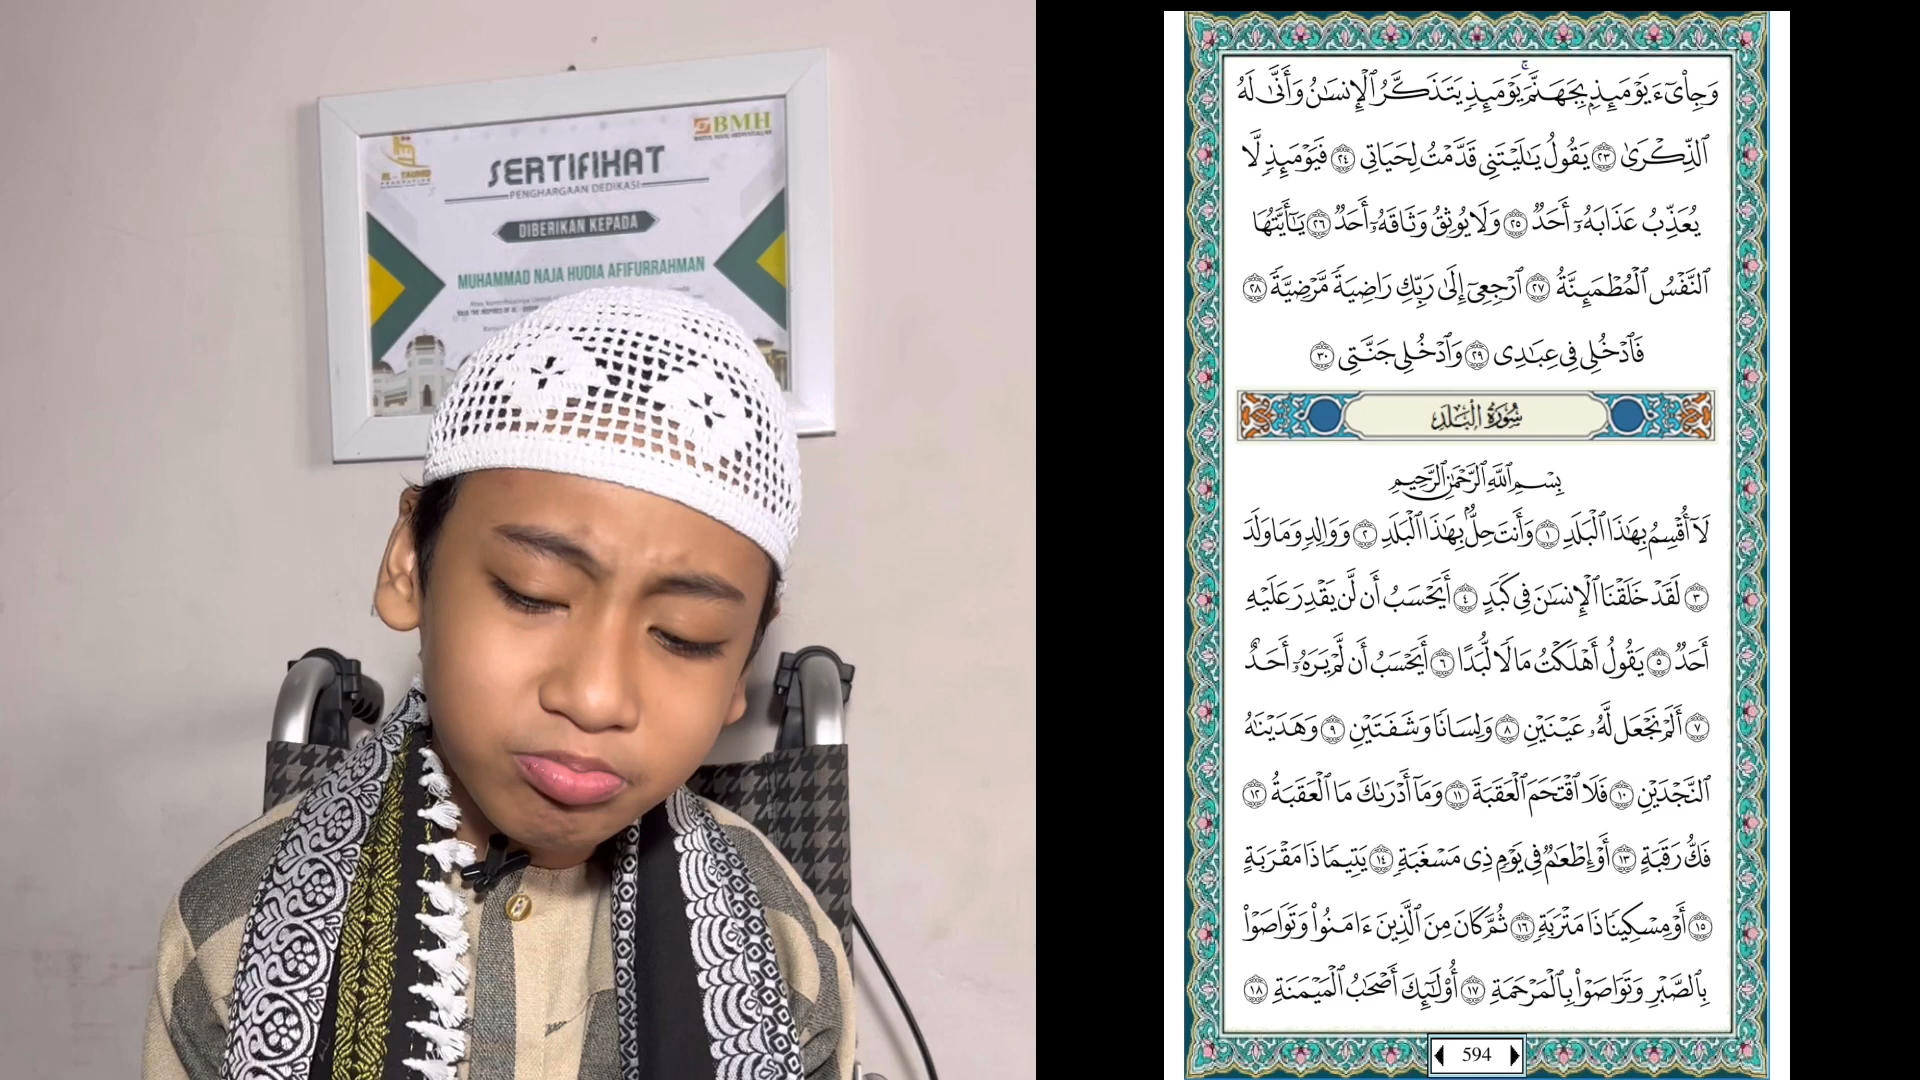 BMH
AL - TAUHID
SERTIFIKAT
PENGHARGAAN DEDIKASI
DIBERIKAN KEPADA
MUHAMMAD NAJA HUDIA AFIFURRAHMAN
وَجِا۟ىٓءَ يَوْمَئِذِۭ بِجَهَنَّمَ ۚ يَوْمَئِذٍ يَتَذَكَّرُ ٱلْإِنسَـٰنُ وَأَنَّىٰ لَهُ
ٱلذِّكْرَىٰ ٢٣ يَقُولُ يَـٰلَيْتَنِى قَدَّمْتُ لِحَيَاتِى ٢٤ فَيَوْمَئِذٍ لَّا
يُعَذِّبُ عَذَابَهُۥٓ أَحَدٌ ٢٥ وَلَا يُوثِقُ وَثَاقَهُۥٓ أَحَدٌ ٢٦ يَـٰٓأَيَّتُهَا
ٱلنَّفْسُ ٱلْمُطْمَئِنَّةُ ٢٧ ٱرْجِعِىٓ إِلَىٰ رَبِّكِ رَاضِيَةً مَّرْضِيَّةً ٢٨
فَٱدْخُلِى فِى عِبَـٰدِى ٢٩ وَٱدْخُلِى جَنَّتِى ٣٠
سُورَةُ الْبَلَدِ
بِسْمِ ٱللَّهِ ٱلرَّحْمَـٰنِ ٱلرَّحِيمِ
لَآ أُقْسِمُ بِهَـٰذَا ٱلْبَلَدِ ١ وَأَنتَ حِلٌّۢ بِهَـٰذَا ٱلْبَلَدِ ٢ وَوَالِدٍ وَمَا وَلَدَ
٣ لَقَدْ خَلَقْنَا ٱلْإِنسَـٰنَ فِى كَبَدٍ ٤ أَيَحْسَبُ أَن لَّن يَقْدِرَ عَلَيْهِ
أَحَدٌ ٥ يَقُولُ أَهْلَكْتُ مَالًا لُّبَدًا ٦ أَيَحْسَبُ أَن لَّمْ يَرَهُۥٓ أَحَدٌ
٧ أَلَمْ نَجْعَل لَّهُۥ عَيْنَيْنِ ٨ وَلِسَانًا وَشَفَتَيْنِ ٩ وَهَدَيْنَـٰهُ
ٱلنَّجْدَيْنِ ١٠ فَلَا ٱقْتَحَمَ ٱلْعَقَبَةَ ١١ وَمَآ أَدْرَىٰكَ مَا ٱلْعَقَبَةُ ١٢
فَكُّ رَقَبَةٍ ١٣ أَوْ إِطْعَـٰمٌ فِى يَوْمٍ ذِى مَسْغَبَةٍ ١٤ يَتِيمًا ذَا مَقْرَبَةٍ
١٥ أَوْ مِسْكِينًا ذَا مَتْرَبَةٍ ١٦ ثُمَّ كَانَ مِنَ ٱلَّذِينَ ءَامَنُوا۟ وَتَوَاصَوْا۟
بِٱلصَّبْرِ وَتَوَاصَوْا۟ بِٱلْمَرْحَمَةِ ١٧ أُو۟لَـٰٓئِكَ أَصْحَـٰبُ ٱلْمَيْمَنَةِ ١٨
594